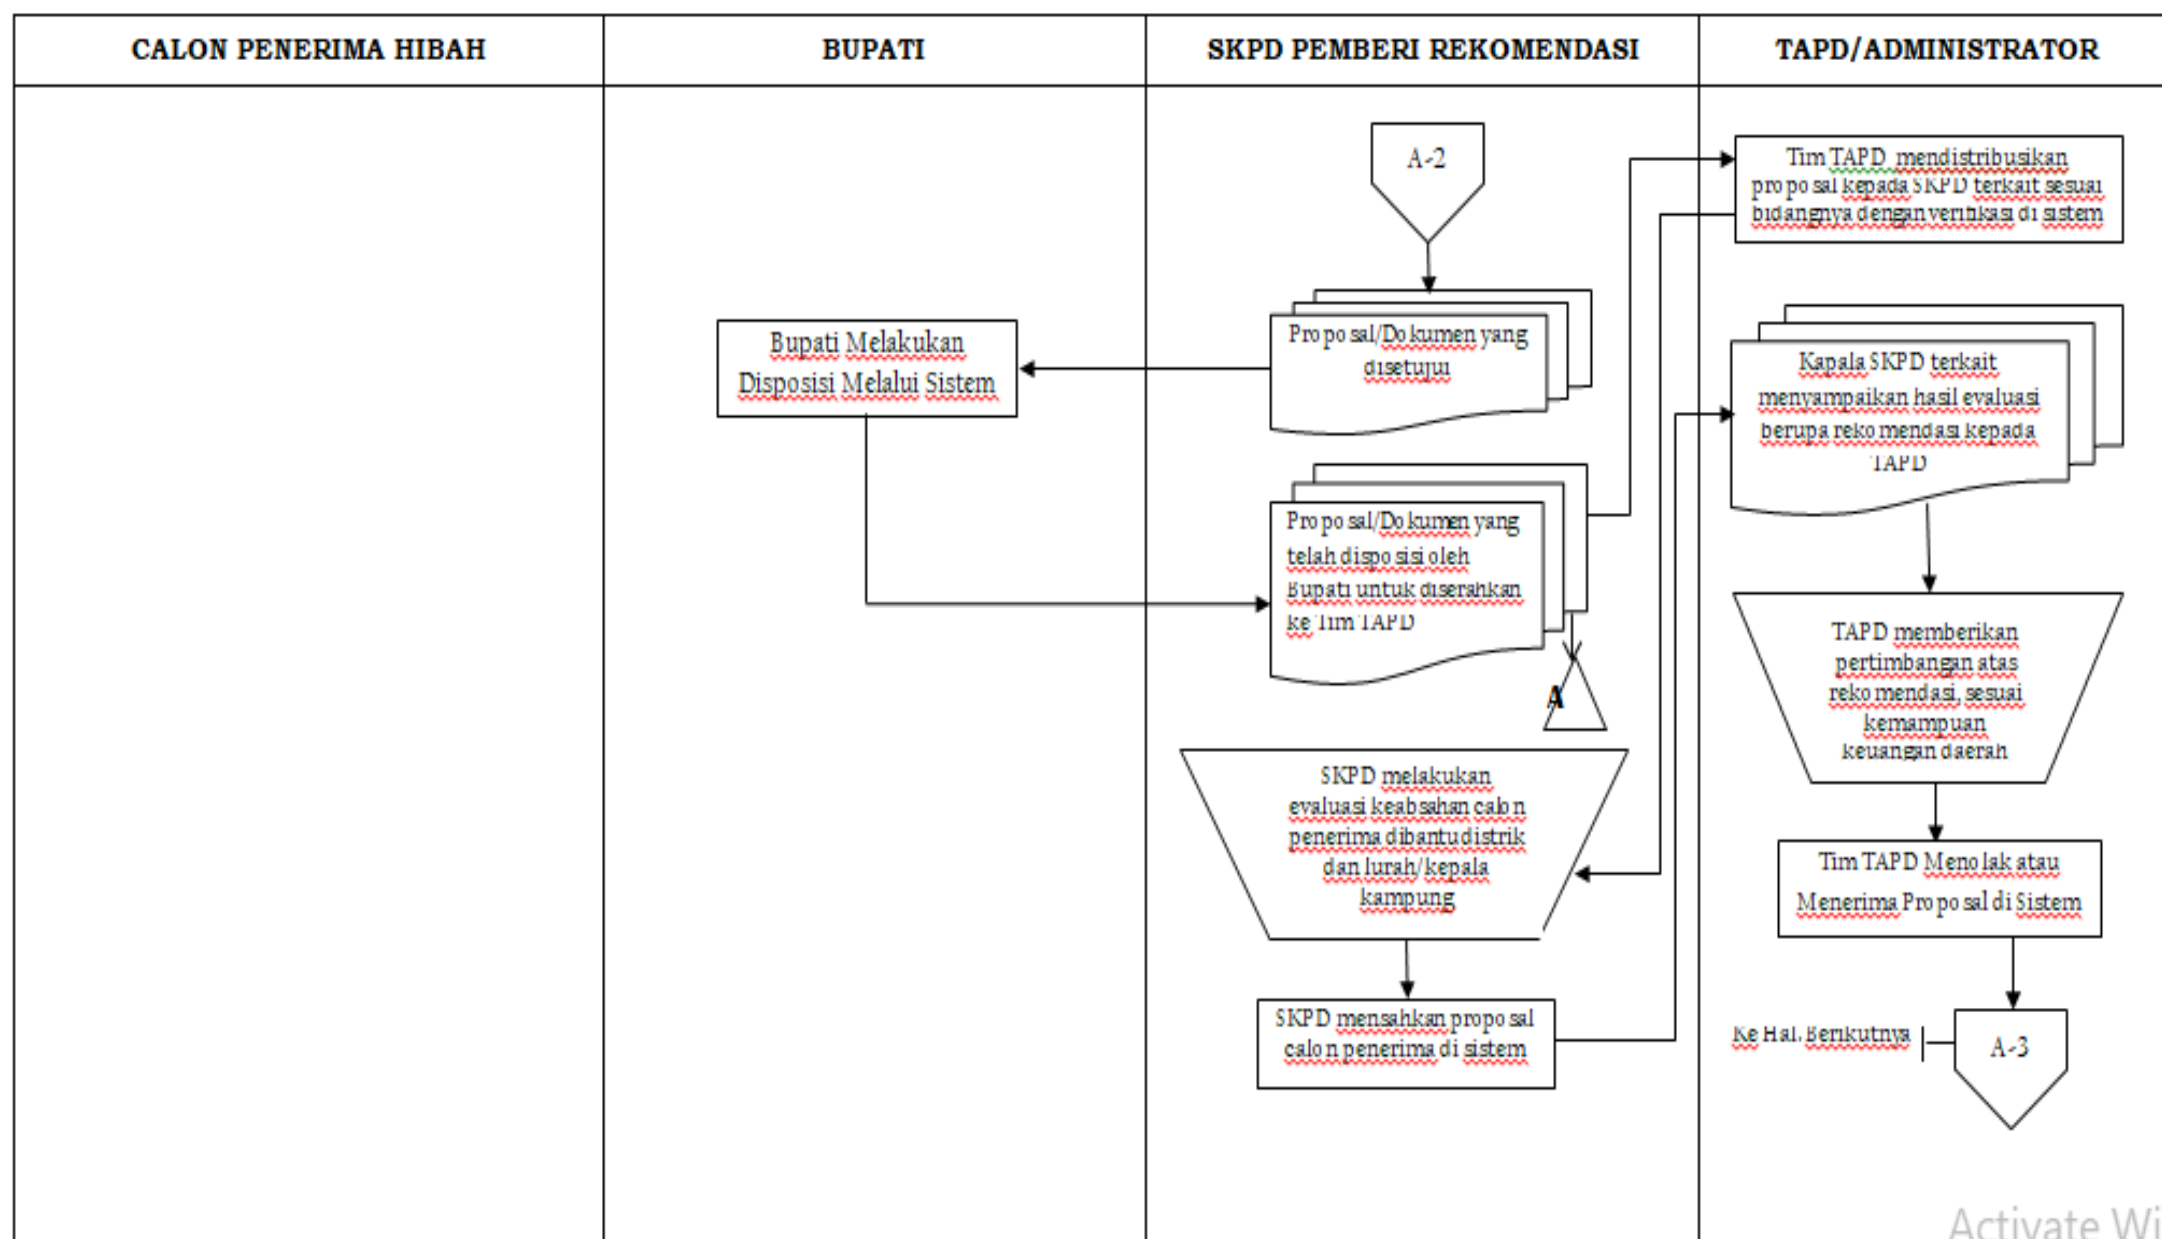 CALON PENERIMA HIBAH
BUPATI
SKPD PEMBERI REKOMENDASI
TAPD/ADMINISTRATOR
A-2
Proposal/Dokumen yang
disetujui
Bupati Melakukan
Disposisi Melalui Sistem
Proposal/Dokumen yang
telah disposisi oleh
Bupati untuk diserahkan
ke Tim TAPD
A
Tim TAPD mendistribusikan
proposal kepada SKPD terkait sesuai
bidangnya dengan verifikasi di sistem
SKPD melakukan
evaluasi keabsahan calon
penerima dibantu distrik
dan lurah/kepala
kampung
SKPD mensahkan proposal
calon penerima di sistem
Kapala SKPD terkait
menyampaikan hasil evaluasi
berupa rekomendasi kepada
TAPD
TAPD memberikan
pertimbangan atas
rekomendasi, sesuai
kemampuan
keuangan daerah
Tim TAPD Menolak atau
Menerima Proposal di Sistem
Ke Hal. Berikutnya
A-3
Activate Wi